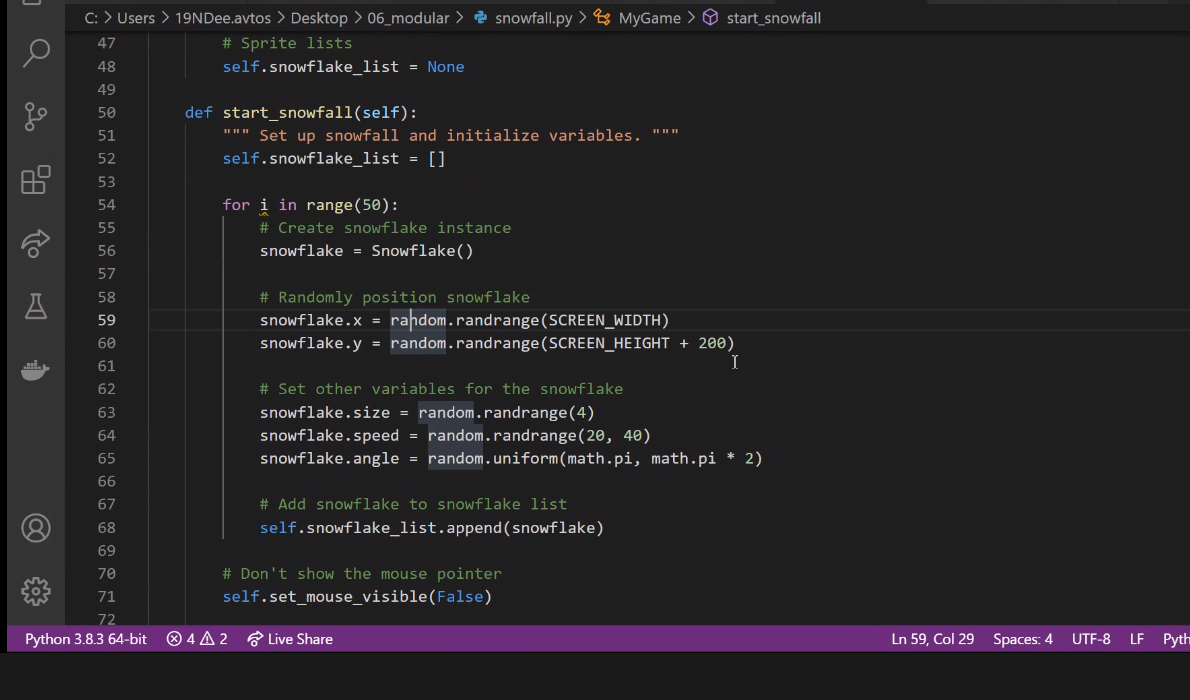 C: > Users > 19NDee.avtos > Desktop > 06_modular > snowfall.py > MyGame > start_snowfall
47 # Sprite lists
48 self.snowflake_list = None
49
50 def start_snowfall(self):
51 """ Set up snowfall and initialize variables. """
52 self.snowflake_list = []
53
54 for i in range(50):
55 # Create snowflake instance
56 snowflake = Snowflake()
57
58 # Randomly position snowflake
59 snowflake.x = random.randrange(SCREEN_WIDTH)
60 snowflake.y = random.randrange(SCREEN_HEIGHT + 200)
61
62 # Set other variables for the snowflake
63 snowflake.size = random.randrange(4)
64 snowflake.speed = random.randrange(20, 40)
65 snowflake.angle = random.uniform(math.pi, math.pi * 2)
66
67 # Add snowflake to snowflake list
68 self.snowflake_list.append(snowflake)
69
70 # Don't show the mouse pointer
71 self.set_mouse_visible(False)
72
Python 3.8.3 64-bit 4 2 Live Share Ln 59, Col 29 Spaces: 4 UTF-8 LF Pyth